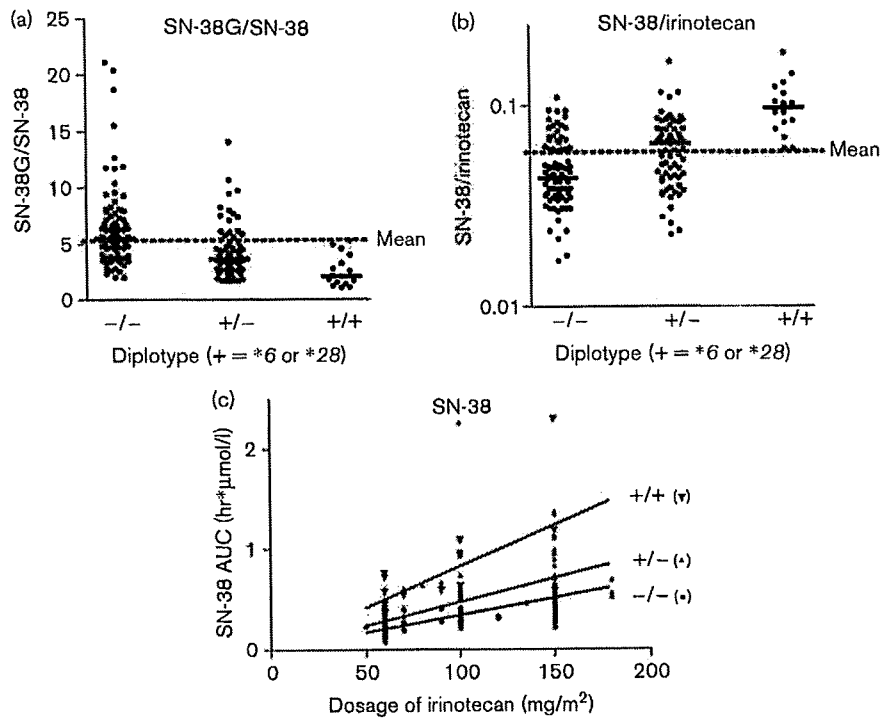 (a)
SN-38G/SN-38
25
20
15
10
5
0
SN-38G/SN-38
Mean
−/−
+/−
+/+
Diplotype (+ = *6 or *28)
(b)
SN-38/irinotecan
0.1
0.01
SN-38/irinotecan
Mean
−/−
+/−
+/+
Diplotype (+ = *6 or *28)
(c)
SN-38
2
1
0
SN-38 AUC (hr*μmol/l)
+/+ (▼)
+/− (▲)
−/− (■)
0
50
100
150
200
Dosage of irinotecan (mg/m²)